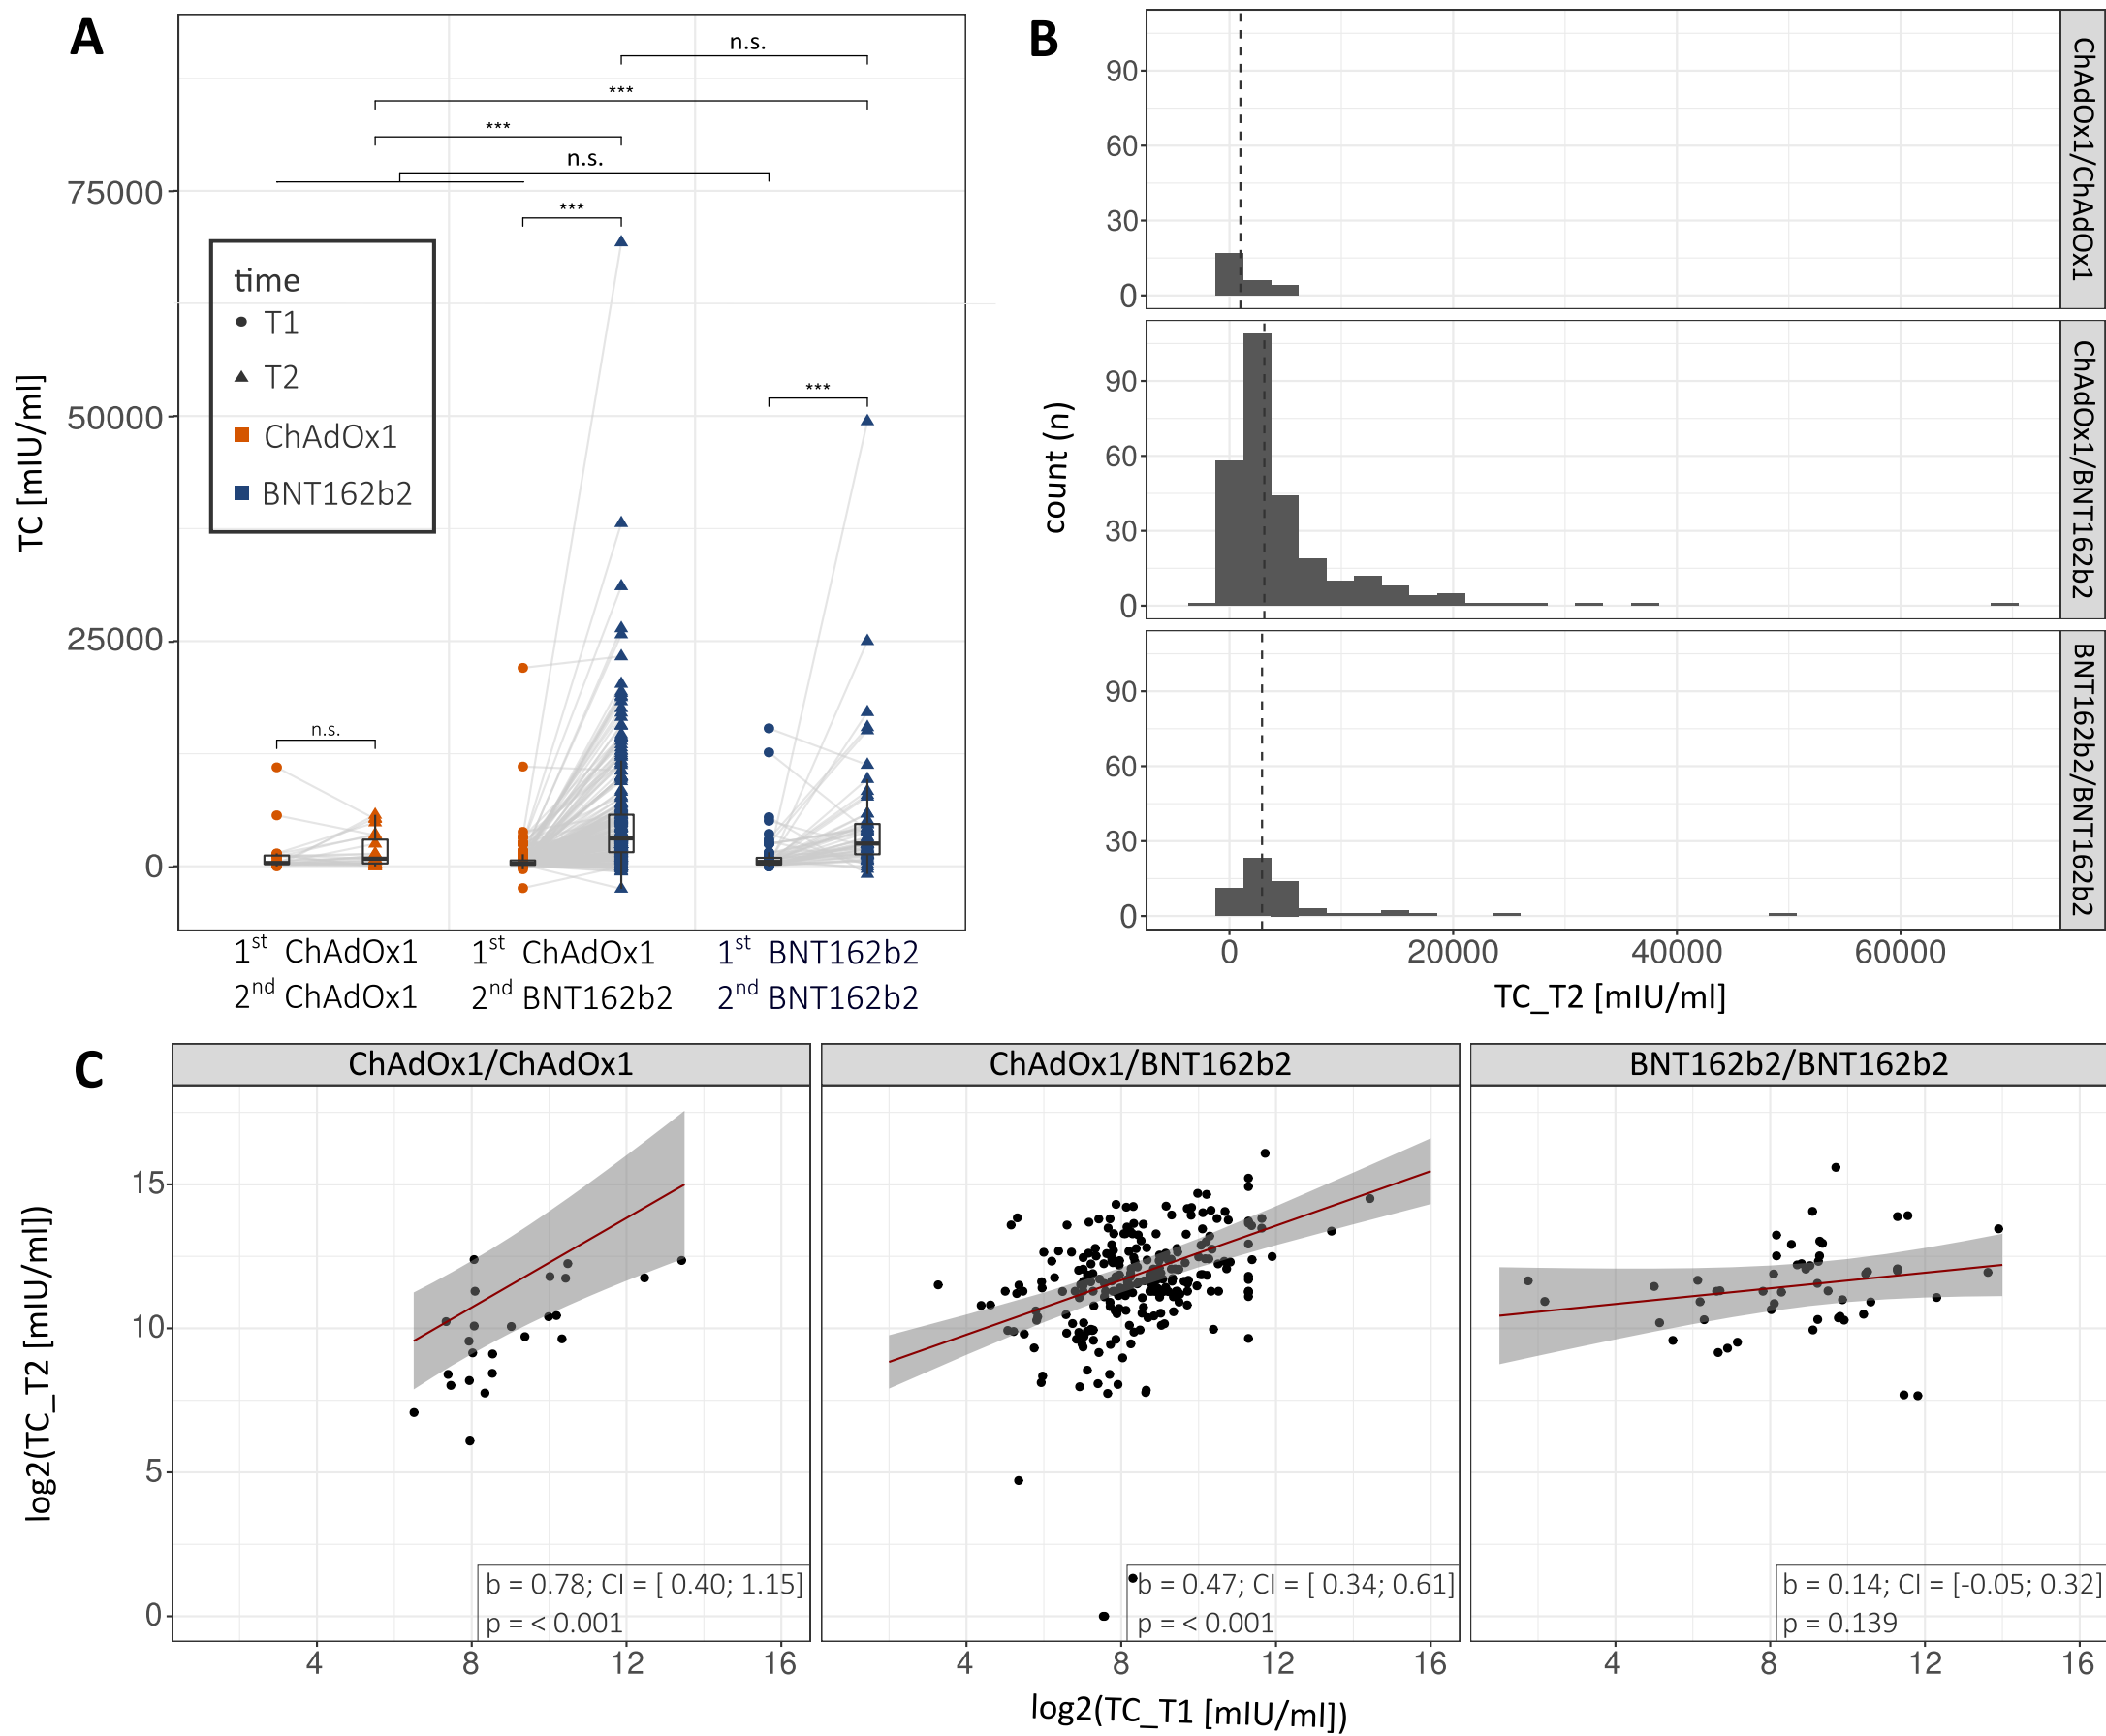 A
n.s.
***
***
n.s.
***
***
n.s.
75000
50000
25000
0
TC [mIU/ml]
time
T1
T2
ChAdOx1
BNT162b2
1st ChAdOx1
2nd ChAdOx1
1st ChAdOx1
2nd BNT162b2
1st BNT162b2
2nd BNT162b2
B
90
60
30
0
ChAdOx1/ChAdOx1
90
60
30
0
ChAdOx1/BNT162b2
90
60
30
0
BNT162b2/BNT162b2
count (n)
0 20000 40000 60000
TC_T2 [mIU/ml]
C
ChAdOx1/ChAdOx1
ChAdOx1/BNT162b2
BNT162b2/BNT162b2
15
10
5
0
log2(TC_T2 [mIU/ml])
b = 0.78; CI = [ 0.40; 1.15]
p = < 0.001
b = 0.47; CI = [ 0.34; 0.61]
p = < 0.001
b = 0.14; CI = [-0.05; 0.32]
p = 0.139
4 8 12 16
4 8 12 16
4 8 12 16
log2(TC_T1 [mIU/ml])